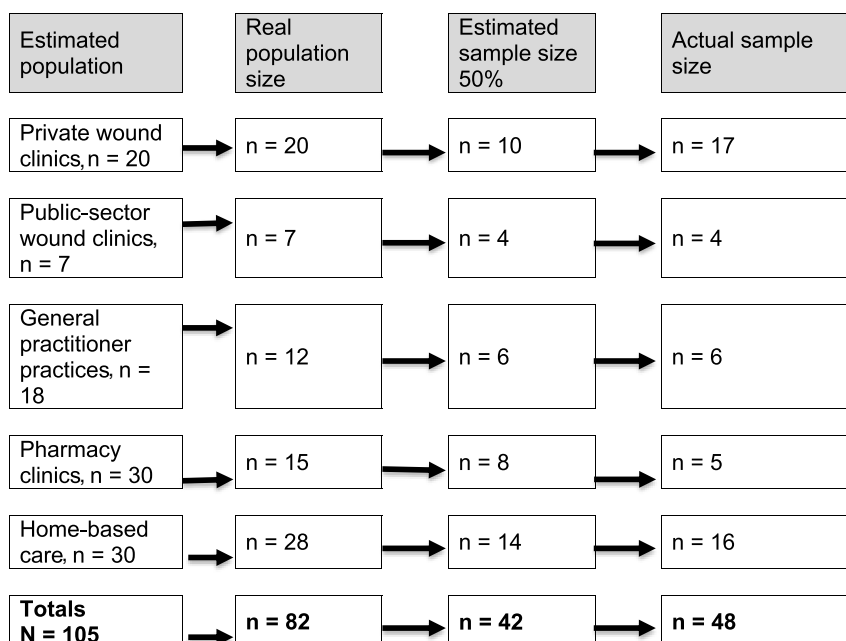 Estimated
population
Real
population
size
Estimated
sample size
50%
Actual sample
size
Private wound
clinics, n = 20
n = 20
n = 10
n = 17
Public-sector
wound clinics,
n = 7
n = 7
n = 4
n = 4
General
practitioner
practices, n =
18
n = 12
n = 6
n = 6
Pharmacy
clinics, n = 30
n = 15
n = 8
n = 5
Home-based
care, n = 30
n = 28
n = 14
n = 16
Totals
N = 105
n = 82
n = 42
n = 48